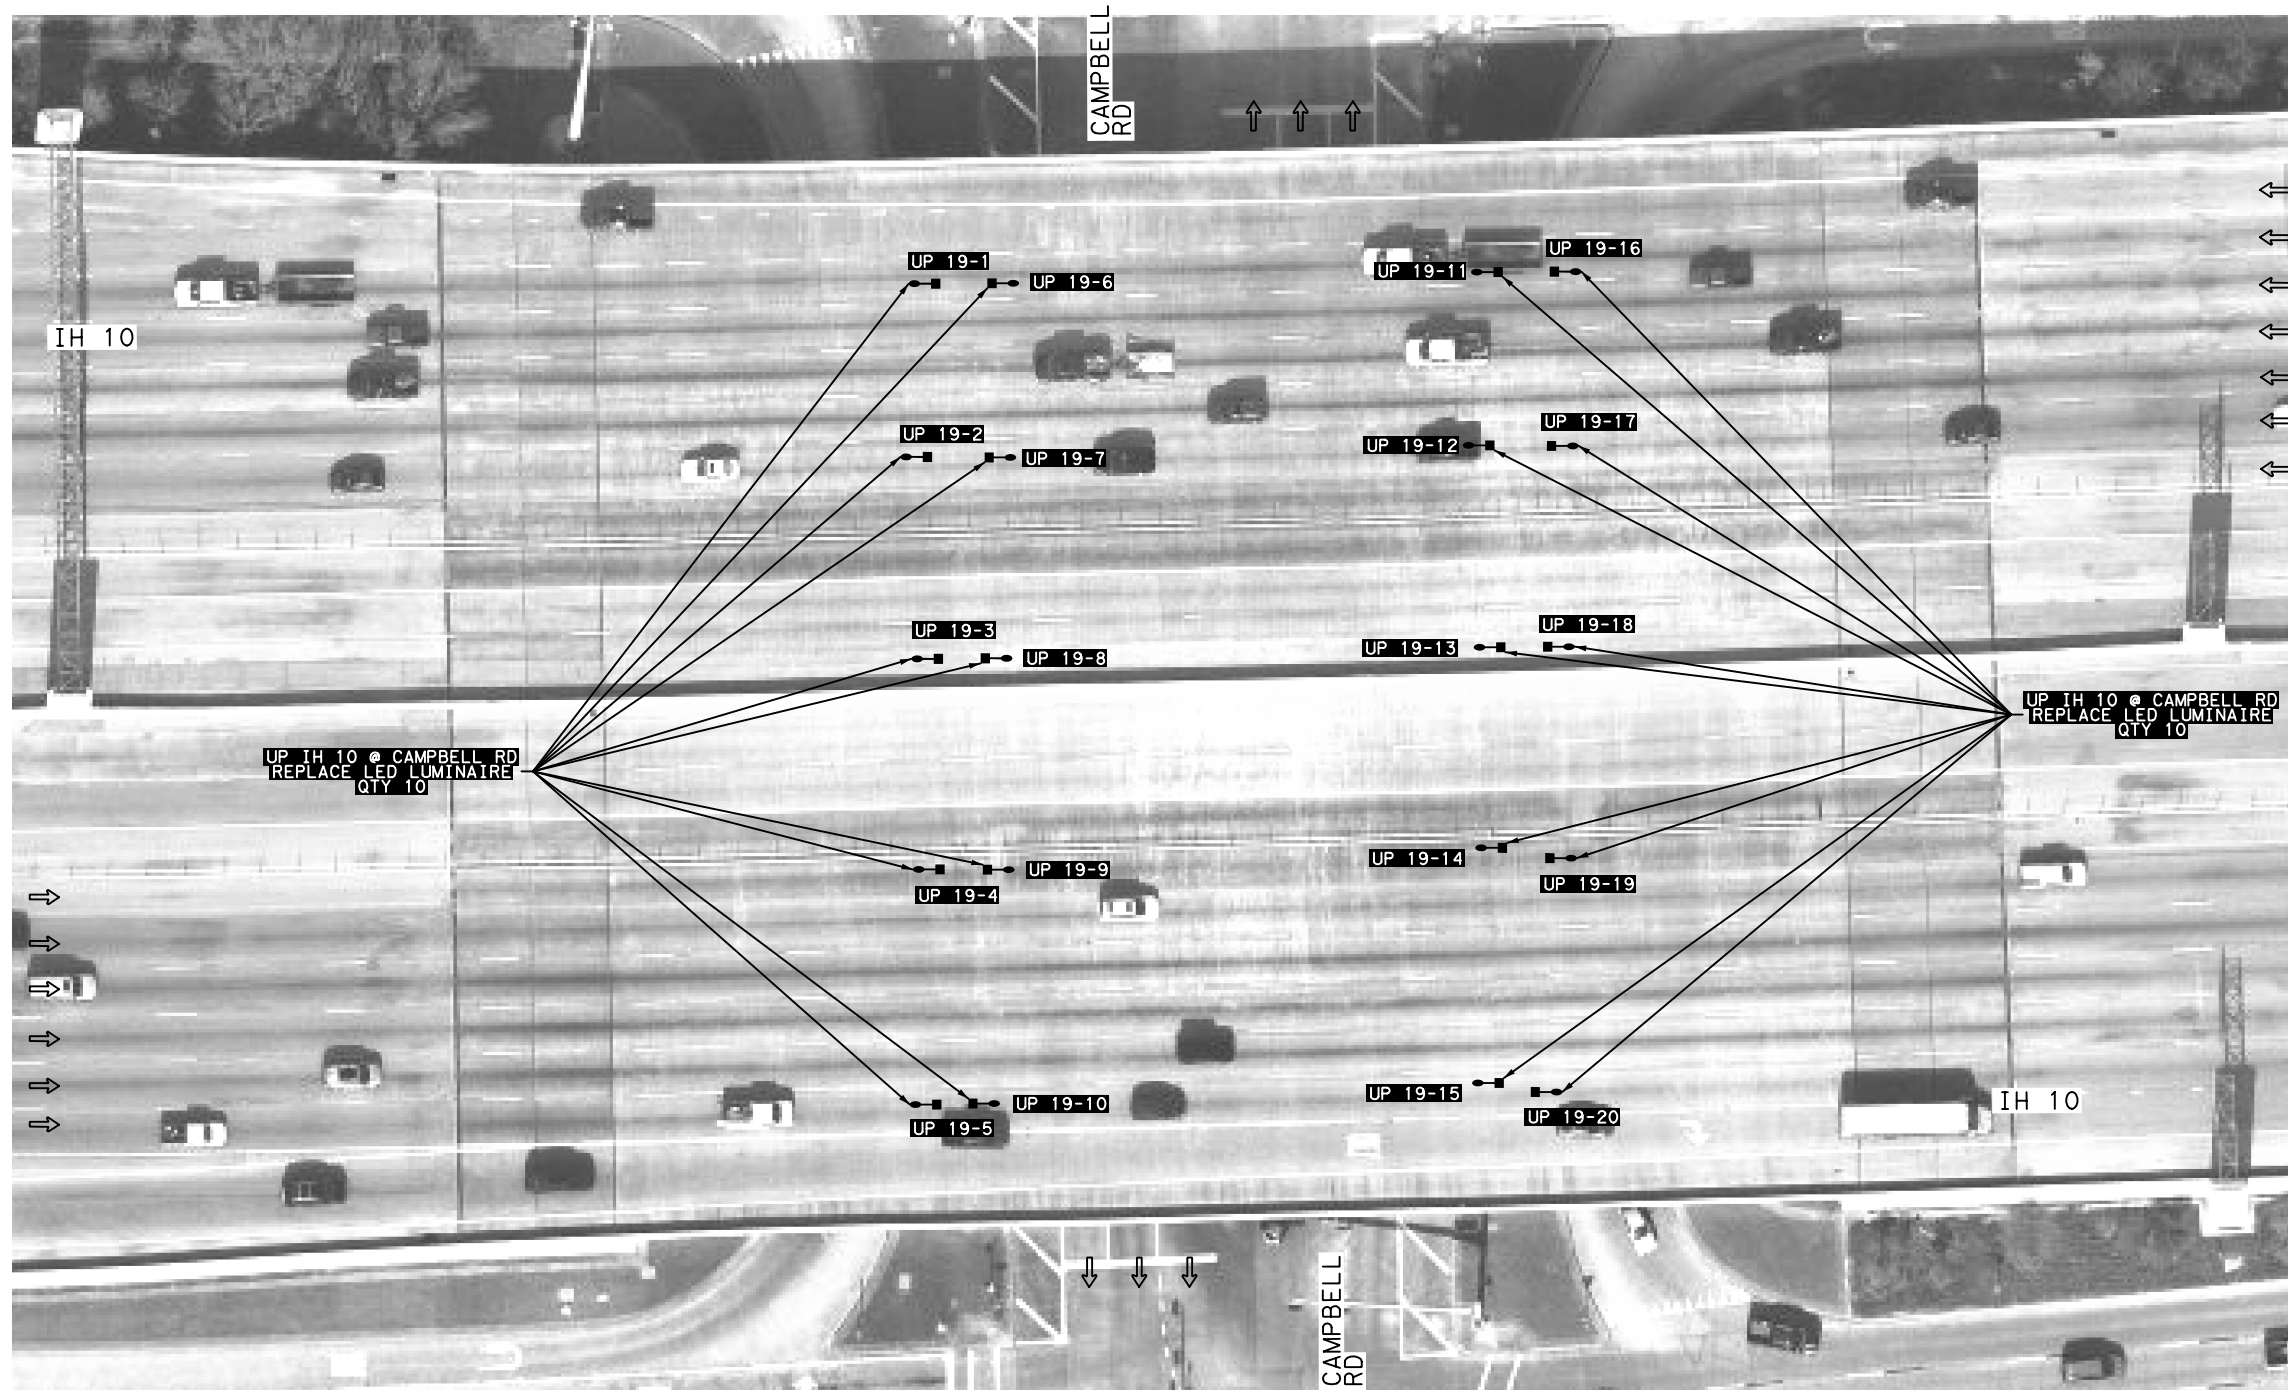 CAMPBELL
RD
UP 19-16
UP 19-1
UP 19-11
UP 19-6
IH 10
UP 19-17
UP 19-2
UP 19-12
UP 19-7
UP 19-18
UP 19-3
UP 19-13
UP 19-8
UP IH 10 @ CAMPBELL RD
REPLACE LED LUMINAIRE
QTY 10
UP IH 10 @ CAMPBELL RD
REPLACE LED LUMINAIRE
QTY 10
UP 19-14
UP 19-9
UP 19-19
UP 19-4
UP 19-15
IH 10
UP 19-10
UP 19-20
UP 19-5
CAMPBELL
RD